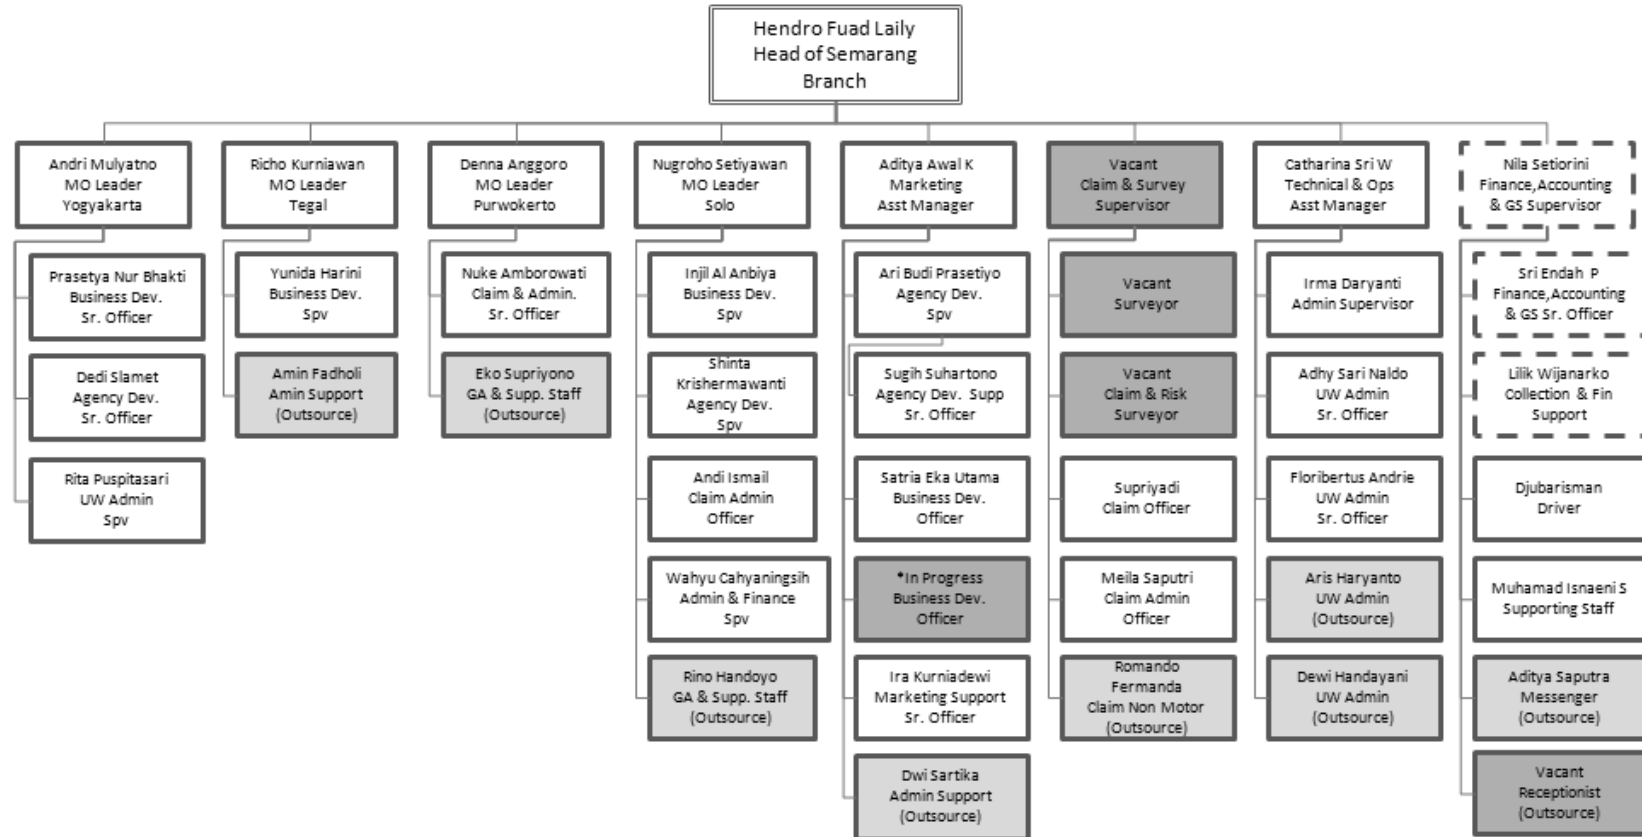 Hendro Fuad Laily
Head of Semarang
Branch
Andri Mulyatno
MO Leader
Yogyakarta
Richo Kurniawan
MO Leader
Tegal
Denna Anggoro
MO Leader
Purwokerto
Nugroho Setiyawan
MO Leader
Solo
Aditya Awal K
Marketing
Asst Manager
Vacant
Claim & Survey
Supervisor
Catharina Sri W
Technical & Ops
Asst Manager
Nila Setiorini
Finance,Accounting
& GS Supervisor
Prasetya Nur Bhakti
Business Dev.
Sr. Officer
Dedi Slamet
Agency Dev.
Sr. Officer
Rita Puspitasari
UW Admin
Spv
Yunida Harini
Business Dev.
Spv
Amin Fadholi
Amin Support
(Outsource)
Nuke Amborowati
Claim & Admin.
Sr. Officer
Eko Supriyono
GA & Supp. Staff
(Outsource)
Injil Al Anbiya
Business Dev.
Spv
Shinta
Krishermawanti
Agency Dev.
Spv
Andi Ismail
Claim Admin
Officer
Wahyu Cahyaningsih
Admin & Finance
Spv
Rino Handoyo
GA & Supp. Staff
(Outsource)
Ari Budi Prasetiyo
Agency Dev.
Spv
Sugih Suhartono
Agency Dev. Supp
Sr. Officer
Satria Eka Utama
Business Dev.
Officer
*In Progress
Business Dev.
Officer
Ira Kurniadewi
Marketing Support
Sr. Officer
Dwi Sartika
Admin Support
(Outsource)
Vacant
Surveyor
Vacant
Claim & Risk
Surveyor
Supriyadi
Claim Officer
Meila Saputri
Claim Admin
Officer
Romando
Fermanda
Claim Non Motor
(Outsource)
Irma Daryanti
Admin Supervisor
Adhy Sari Naldo
UW Admin
Sr. Officer
Floribertus Andrie
UW Admin
Sr. Officer
Aris Haryanto
UW Admin
(Outsource)
Dewi Handayani
UW Admin
(Outsource)
Sri Endah P
Finance,Accounting
& GS Sr. Officer
Lilik Wijanarko
Collection & Fin
Support
Djubarisman
Driver
Muhamad Isnaeni S
Supporting Staff
Aditya Saputra
Messenger
(Outsource)
Vacant
Receptionist
(Outsource)